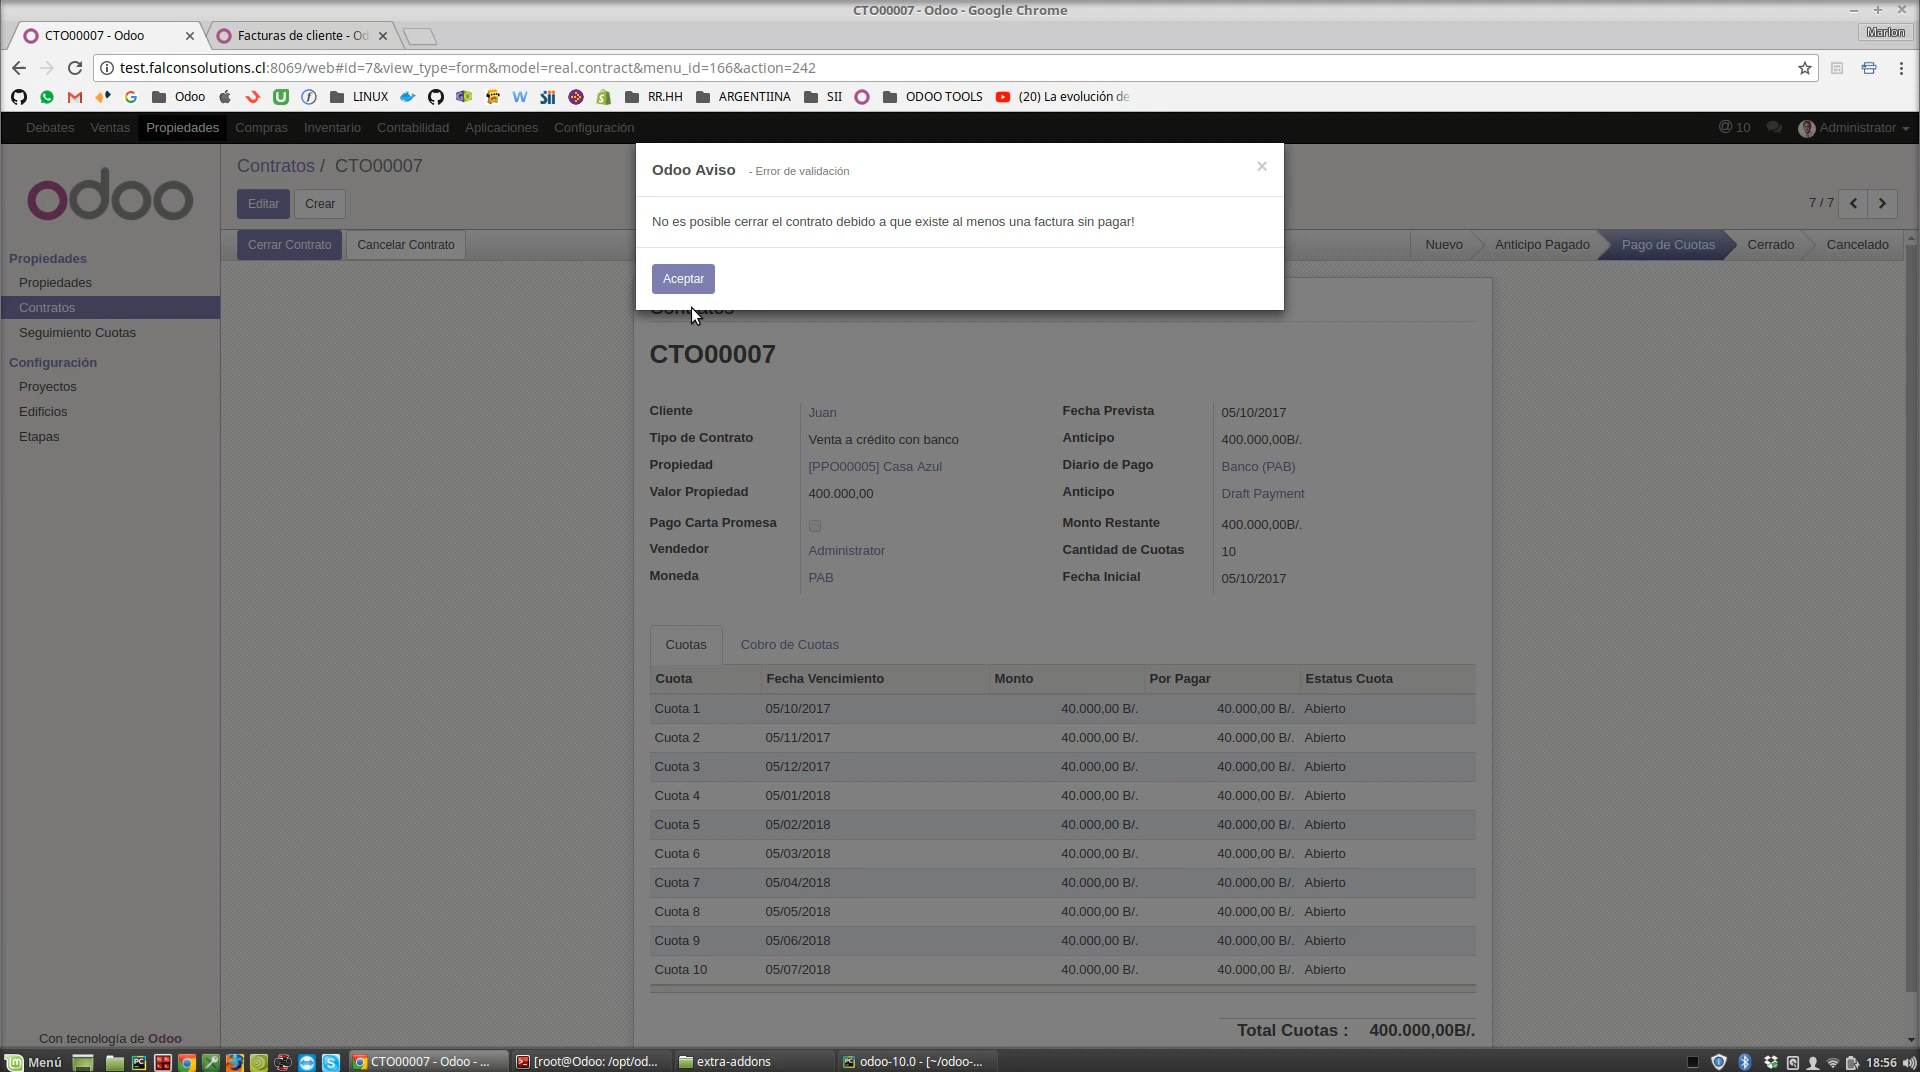 CTO00007 - Odoo - Google Chrome
CTO00007 - Odoo
Facturas de cliente - Od
Marlon
test.falconsolutions.cl:8069/web#id=7&view_type=form&model=real.contract&menu_id=166&action=242
Odoo LINUX RR.HH ARGENTIINA SII ODOO TOOLS (20) La evolución de
Debates Ventas Propiedades Compras Inventario Contabilidad Aplicaciones Configuración @ 10 Administrator
odoo
Contratos / CTO00007
Editar Crear
7 / 7
Cerrar Contrato Cancelar Contrato
Nuevo Anticipo Pagado Pago de Cuotas Cerrado Cancelado
Propiedades
Propiedades
Contratos
Seguimiento Cuotas
Configuración
Proyectos
Edificios
Etapas
Con tecnología de Odoo
Odoo Aviso - Error de validación ×
No es posible cerrar el contrato debido a que existe al menos una factura sin pagar!
Aceptar
CTO00007
Cliente Juan Fecha Prevista 05/10/2017
Tipo de Contrato Venta a crédito con banco Anticipo 400.000,00B/.
Propiedad [PPO00005] Casa Azul Diario de Pago Banco (PAB)
Valor Propiedad 400.000,00 Anticipo Draft Payment
Pago Carta Promesa Monto Restante 400.000,00B/.
Vendedor Administrator Cantidad de Cuotas 10
Moneda PAB Fecha Inicial 05/10/2017
Cuotas Cobro de Cuotas
Cuota Fecha Vencimiento Monto Por Pagar Estatus Cuota
Cuota 1 05/10/2017 40.000,00 B/. 40.000,00 B/. Abierto
Cuota 2 05/11/2017 40.000,00 B/. 40.000,00 B/. Abierto
Cuota 3 05/12/2017 40.000,00 B/. 40.000,00 B/. Abierto
Cuota 4 05/01/2018 40.000,00 B/. 40.000,00 B/. Abierto
Cuota 5 05/02/2018 40.000,00 B/. 40.000,00 B/. Abierto
Cuota 6 05/03/2018 40.000,00 B/. 40.000,00 B/. Abierto
Cuota 7 05/04/2018 40.000,00 B/. 40.000,00 B/. Abierto
Cuota 8 05/05/2018 40.000,00 B/. 40.000,00 B/. Abierto
Cuota 9 05/06/2018 40.000,00 B/. 40.000,00 B/. Abierto
Cuota 10 05/07/2018 40.000,00 B/. 40.000,00 B/. Abierto
Total Cuotas : 400.000,00B/.
Menú CTO00007 - Odoo - ... [root@Odoo: /opt/od... extra-addons odoo-10.0 - [~/odoo-... 18:56